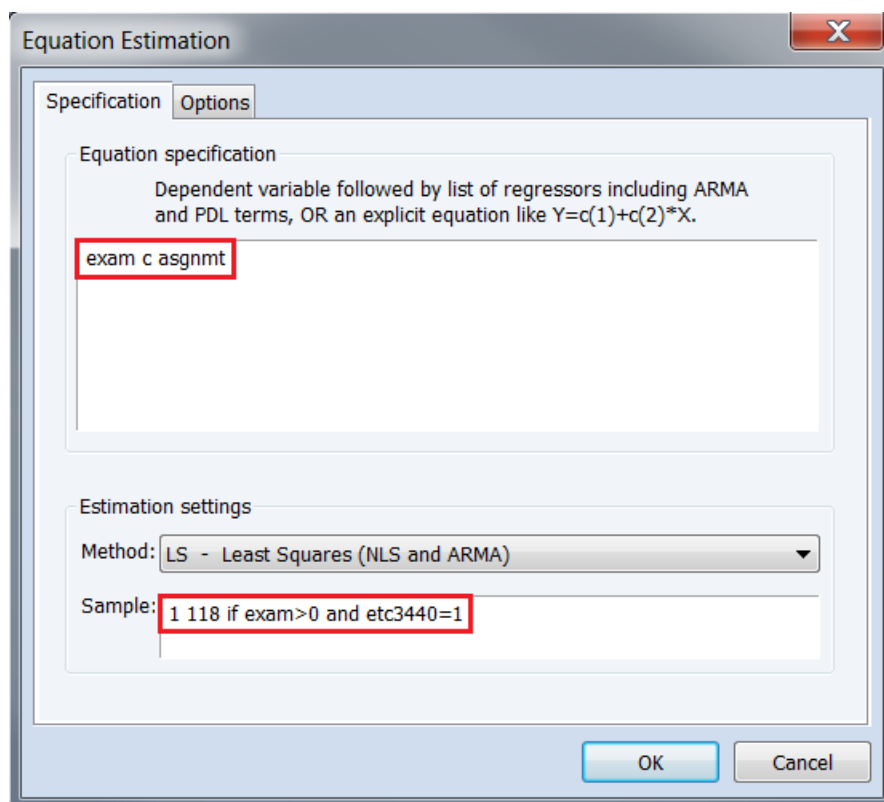 Equation Estimation
X
Specification Options
Equation specification
Dependent variable followed by list of regressors including ARMA
and PDL terms, OR an explicit equation like Y=c(1)+c(2)*X.
exam c asgnmt
Estimation settings
Method: LS - Least Squares (NLS and ARMA)
Sample: 1 118 if exam>0 and etc3440=1
OK Cancel